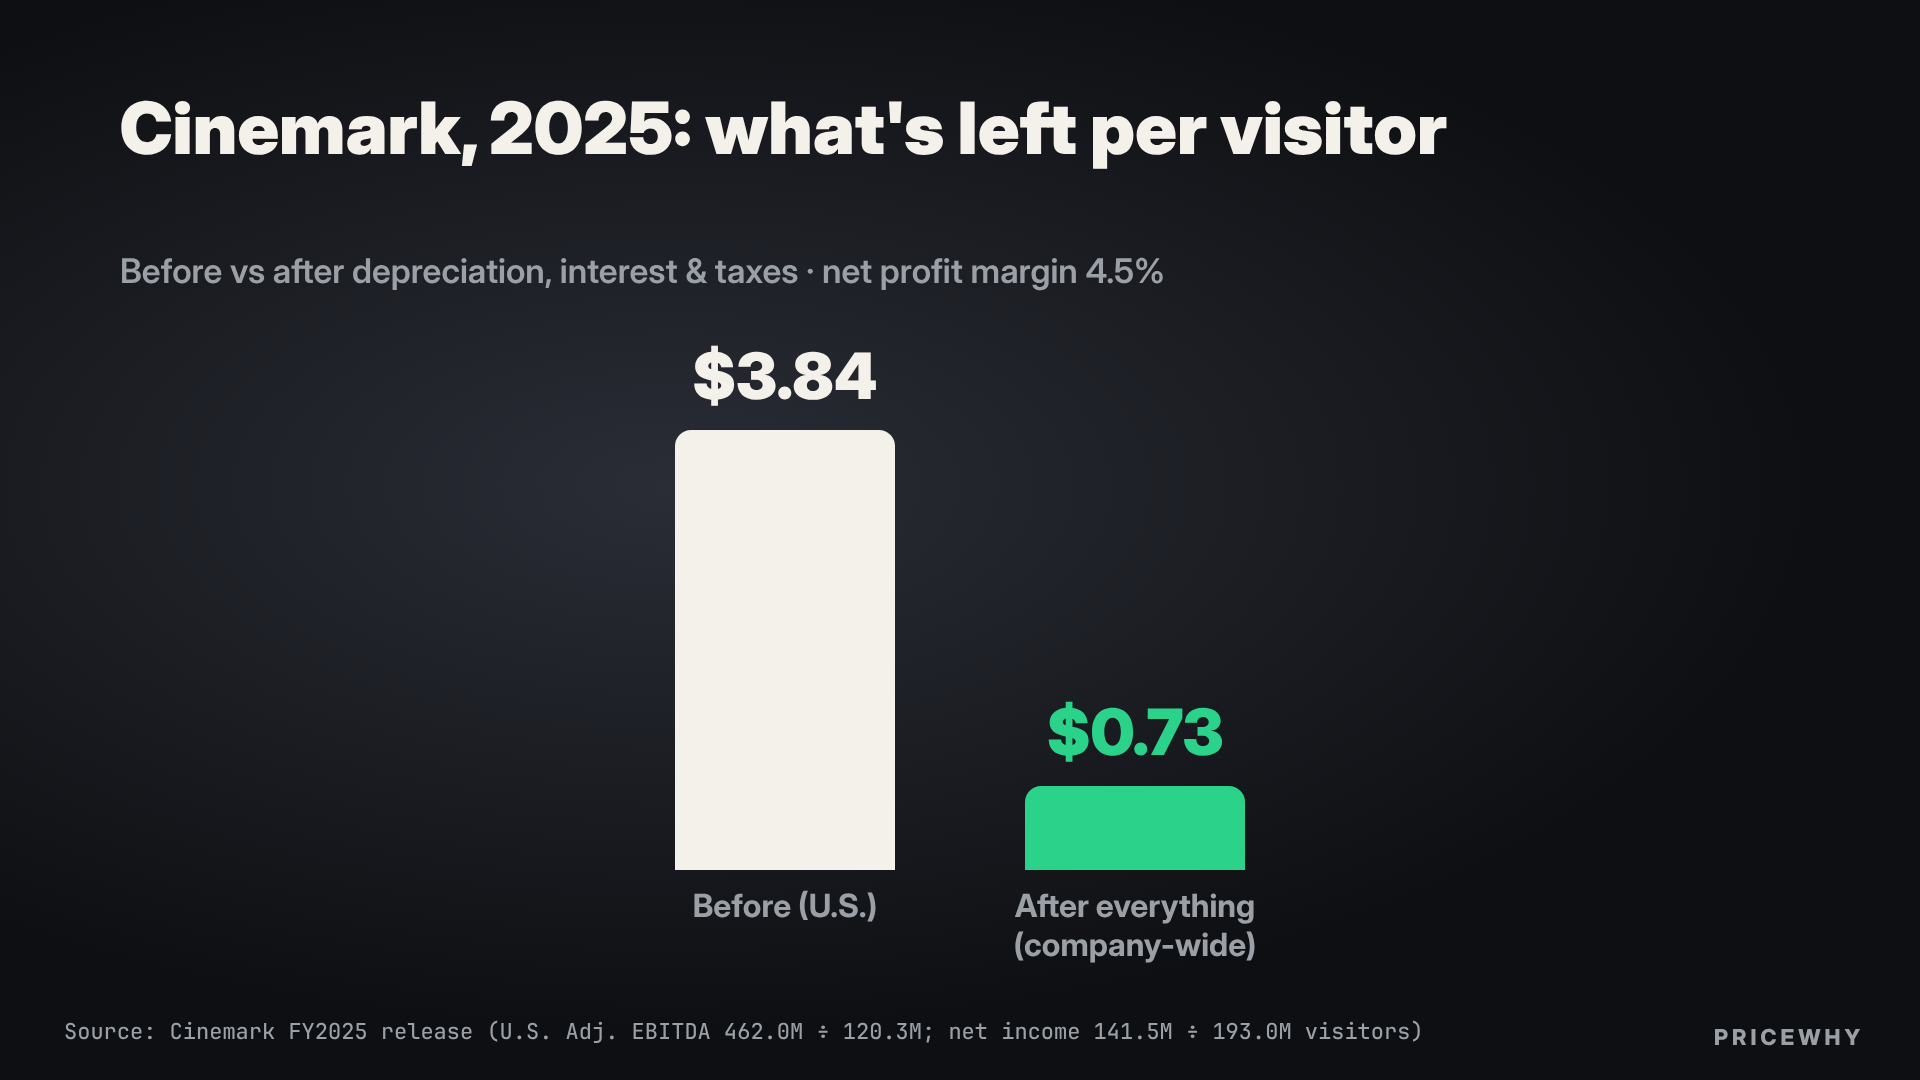 Cinemark, 2025: what's left per visitor
Before vs after depreciation, interest & taxes · net profit margin 4.5%
$3.84
$0.73
Before (U.S.)
After everything
(company-wide)
Source: Cinemark FY2025 release (U.S. Adj. EBITDA 462.0M ÷ 120.3M; net income 141.5M ÷ 193.0M visitors)
PRICEWHY